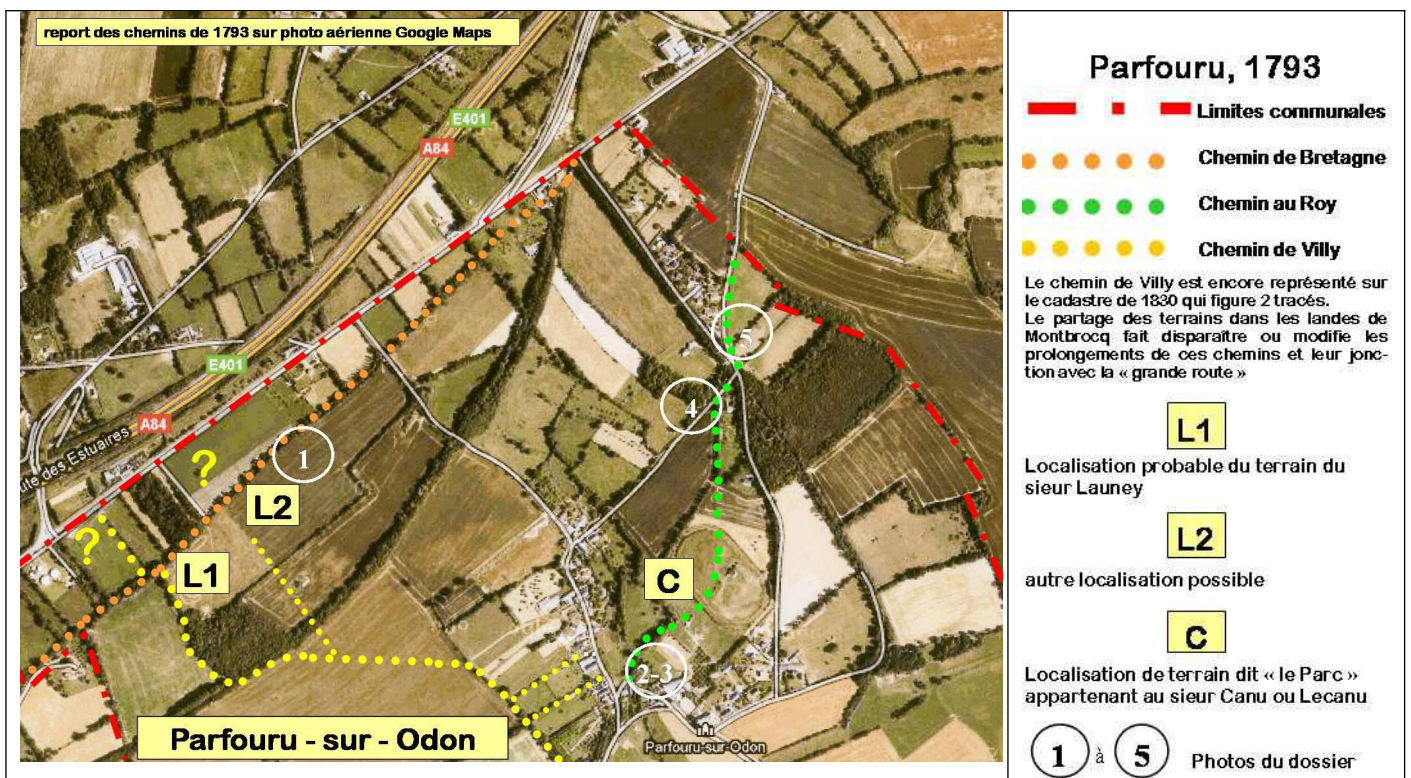 report des chemins de 1793 sur photo aérienne Google Maps
E401
A84
E401
A84
ute des Estuaires
?
?
1
L2
L1
5
4
C
2-3
Parfouru - sur - Odon
Parfouru-sur-Odon
Parfouru, 1793
Limites communales
Chemin de Bretagne
Chemin au Roy
Chemin de Villy
Le chemin de Villy est encore représenté sur
le cadastre de 1830 qui figure 2 tracés.
Le partage des terrains dans les landes de
Montbrocq fait disparaître ou modifie les
prolongements de ces chemins et leur jonc-
tion avec la « grande route »
L1
Localisation probable du terrain du
sieur Launey
L2
autre localisation possible
C
Localisation de terrain dit « le Parc »
appartenant au sieur Canu ou Lecanu
1 à 5 Photos du dossier